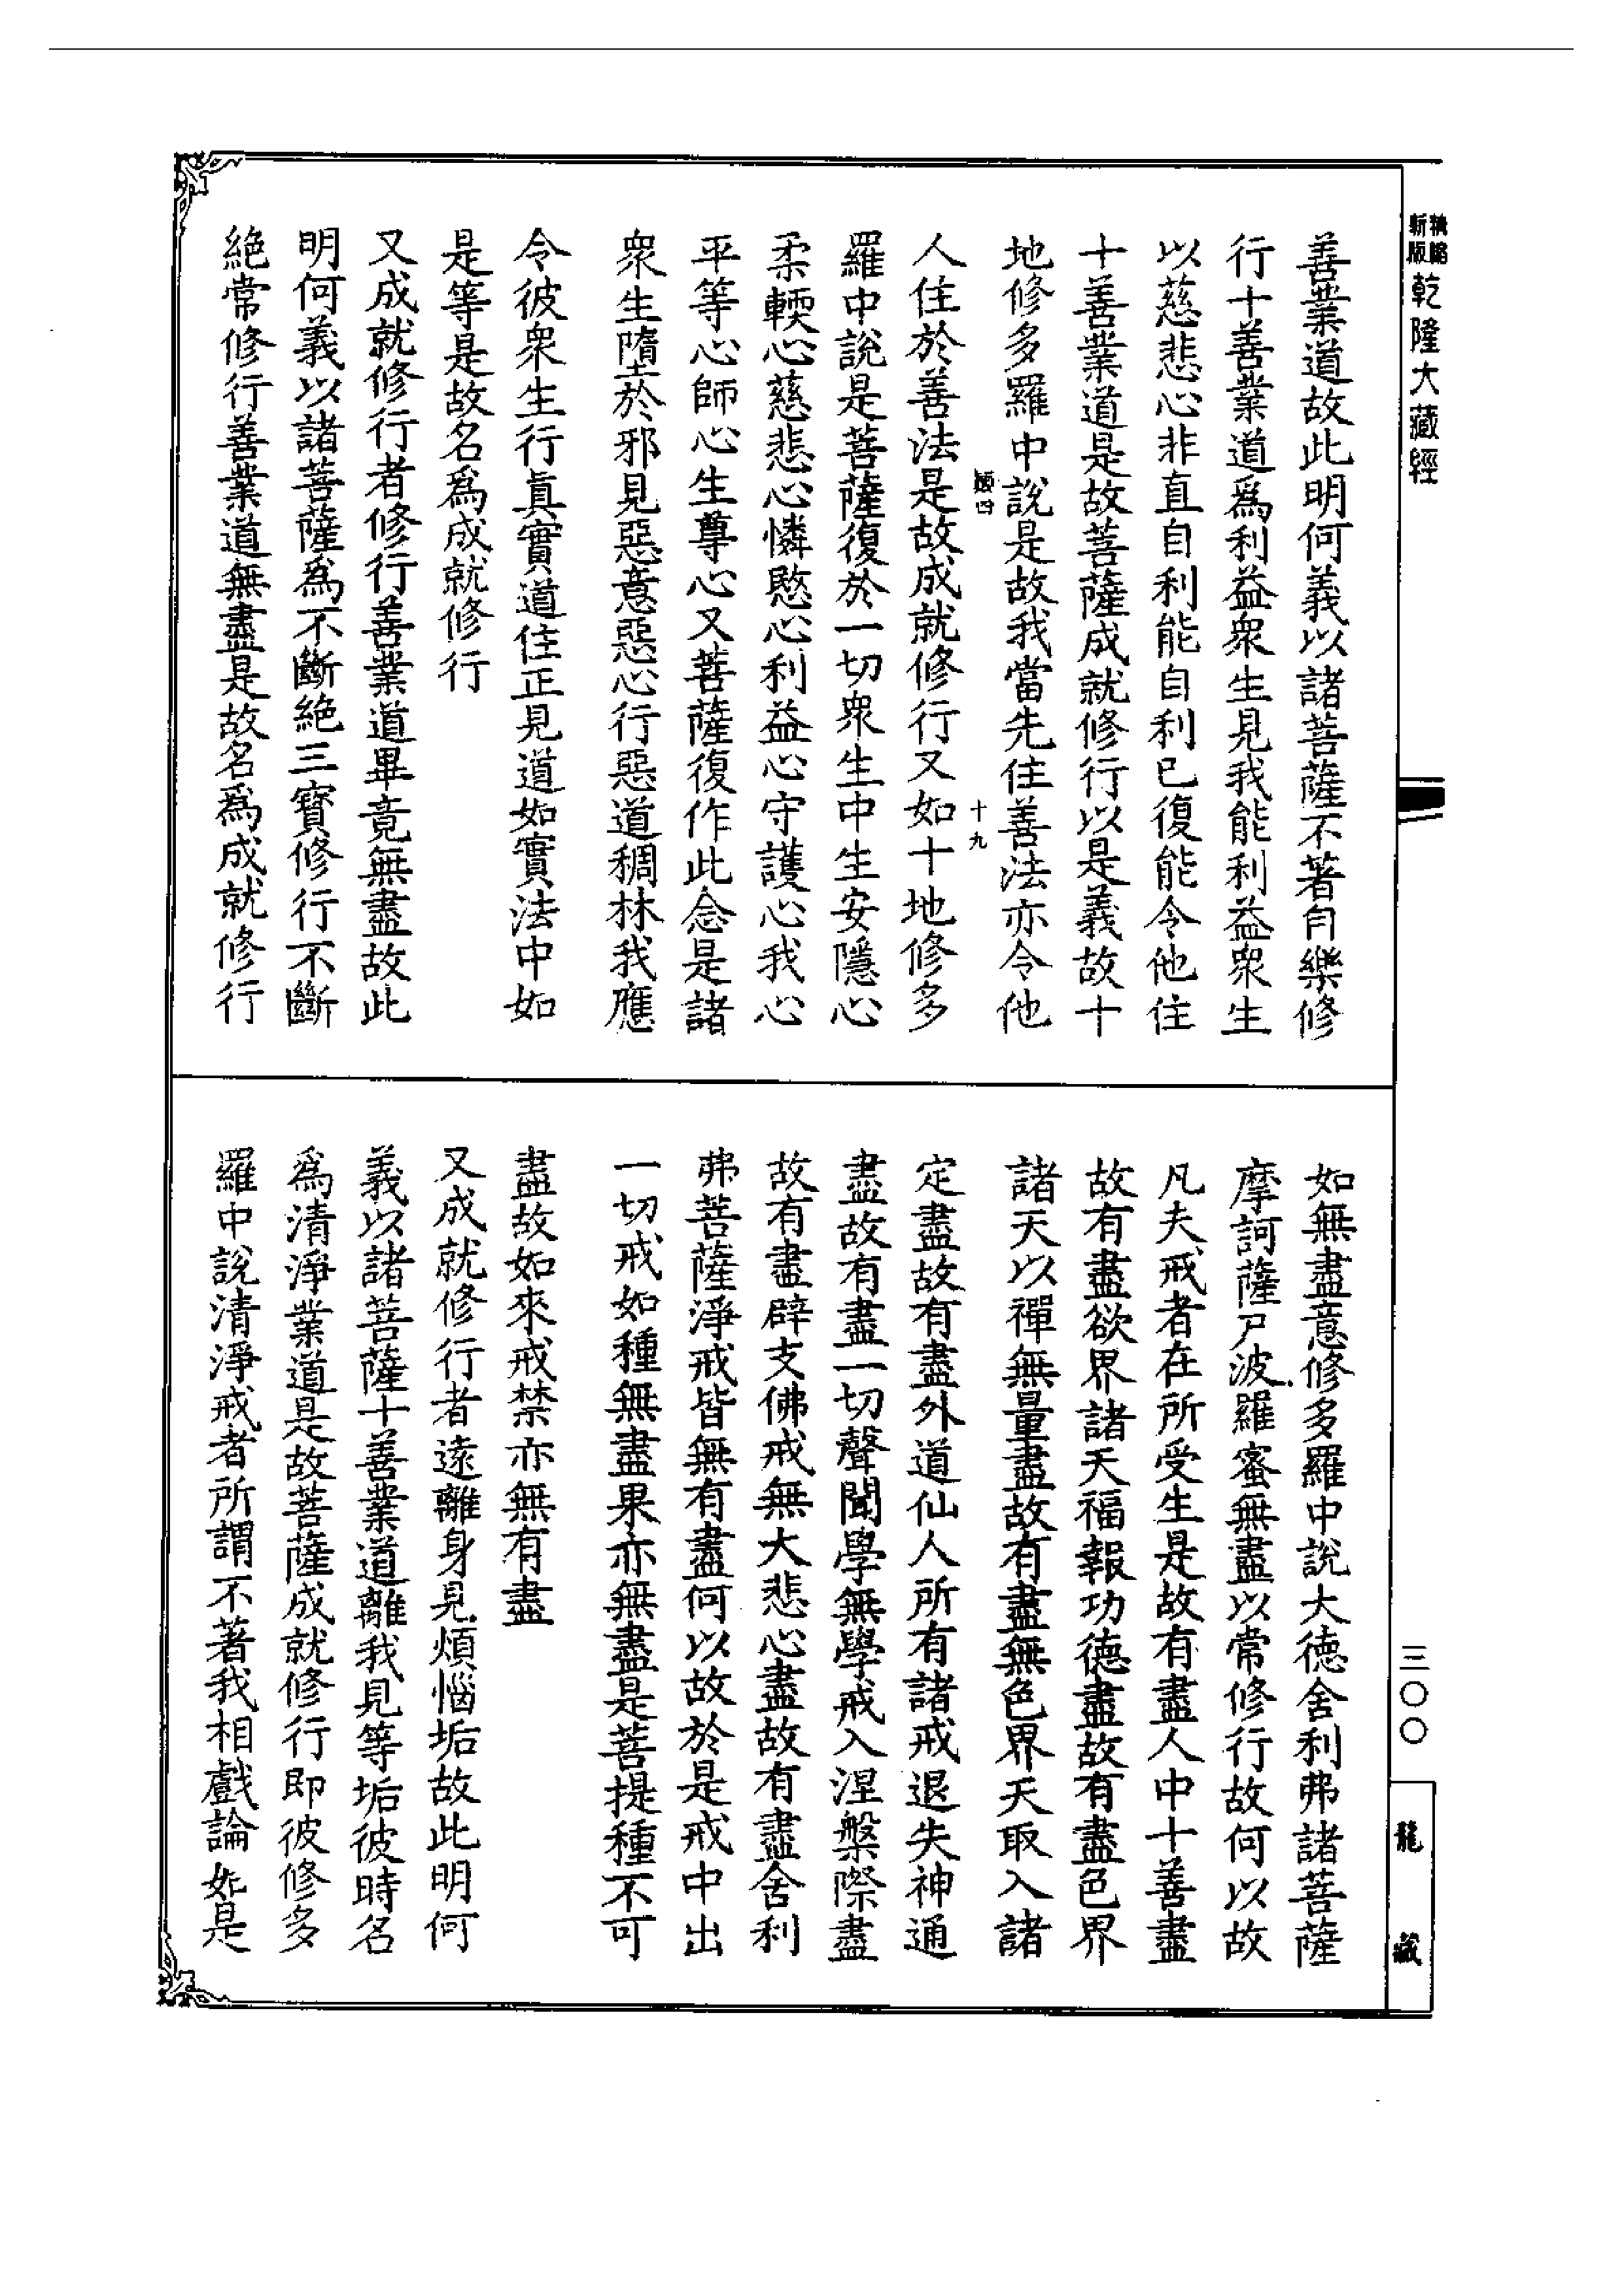 精縮
新版
乾隆大藏經
善業道故此明何義以諸菩薩不著自樂修
行十善業道爲利益衆生見我能利益衆生
以慈悲心非直自利能自利已復能令他住
十善業道是故菩薩成就修行以是義故十
地修多羅中說是故我當先住善法亦令他
十九
人住於善法是故成就修行又如十地修多
羅中說是菩薩復於一切衆生中生安隱心
柔輭心慈悲心憐愍心利益心守護心我心
平等心師心生尊心又菩薩復作此念是諸
衆生墮於邪見惡意惡心行惡道稠林我應
令彼衆生行眞實道住正見道如實法中如
是等是故名爲成就修行
又成就修行者修行善業道畢竟無盡故此
明何義以諸菩薩爲不斷絶三寶修行不斷
絶常修行善業道無盡是故名爲成就修行
如無盡意修多羅中說大德舍利弗諸菩薩
摩訶薩尸波羅蜜無盡以常修行故何以故
凡夫戒者在所受生是故有盡人中十善盡
故有盡欲界諸天福報功德盡故有盡色界
諸天以禪無量盡故有盡無色界天取入諸
定盡故有盡外道仙人所有諸戒退失神通
盡故有盡一切聲聞學無學戒入涅槃際盡
故有盡辟支佛戒無大悲心盡故有盡舍利
弗菩薩淨戒皆無有盡何以故於是戒中出
一切戒如種無盡果亦無盡是菩提種不可
盡故如來戒禁亦無有盡
又成就修行者遠離身見煩惱垢故此明何
義以諸菩薩十善業道離我見等垢彼時名
爲清淨業道是故菩薩成就修行即彼修多
羅中說清淨戒者所謂不著我相戲論如是
三〇〇
龍藏